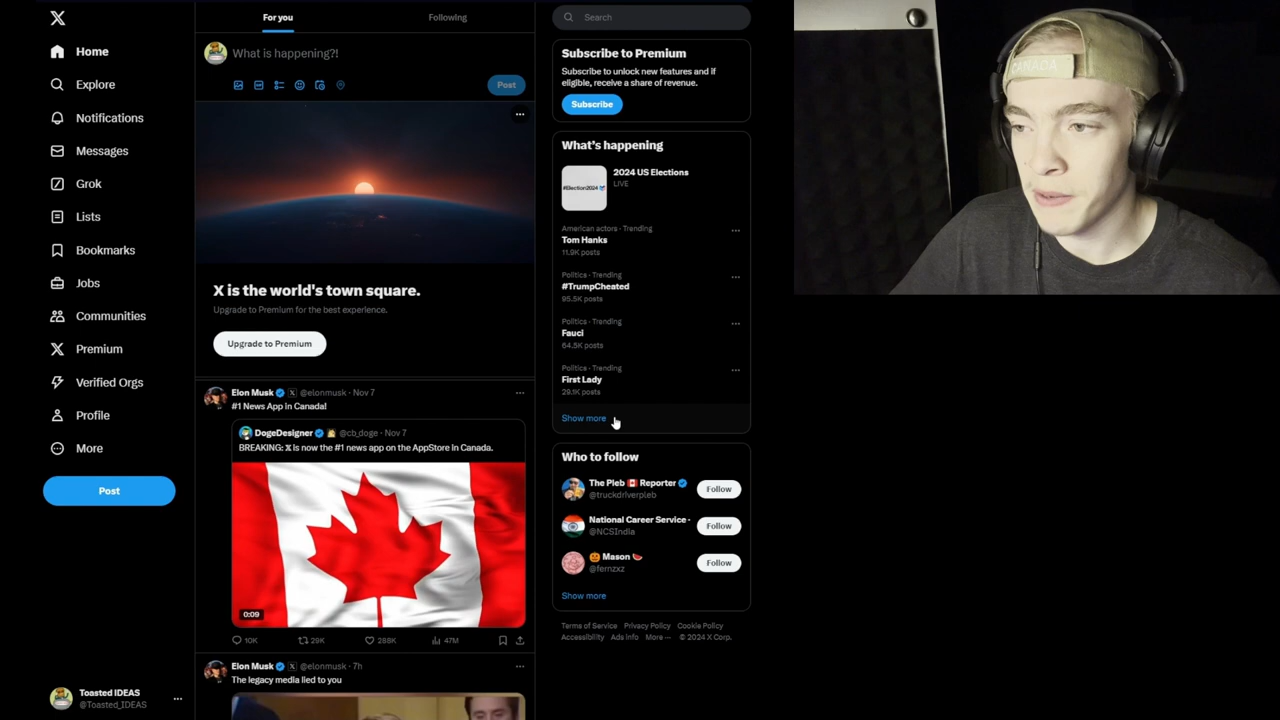 Home
Explore
Notifications
Messages
Grok
Lists
Bookmarks
Jobs
Communities
Premium
Verified Orgs
Profile
More
Post
Toasted IDEAS
@Toasted_IDEAS
For you
Following
What is happening?!
Post
X is the world's town square.
Upgrade to Premium for the best experience.
Upgrade to Premium
Elon Musk @elonmusk · Nov 7
#1 News App in Canada!
DogeDesigner @cb_doge · Nov 7
BREAKING: 𝕏 is now the #1 news app on the AppStore in Canada.
0:09
10K 29K 288K 47M
Elon Musk @elonmusk · 7h
The legacy media lied to you
Search
Subscribe to Premium
Subscribe to unlock new features and if
eligible, receive a share of revenue.
Subscribe
What's happening
#Election2024
2024 US Elections
LIVE
American actors · Trending
Tom Hanks
11.9K posts
Politics · Trending
#TrumpCheated
95.5K posts
Politics · Trending
Fauci
64.5K posts
Politics · Trending
First Lady
29.1K posts
Show more
Who to follow
The Pleb 🇨🇦 Reporter
@truckdriverpleb
Follow
National Career Service -
@NCSIndia
Follow
🎃 Mason 🍉
@fernzxz
Follow
Show more
Terms of Service Privacy Policy Cookie Policy
Accessibility Ads info More ··· © 2024 X Corp.
CANADA